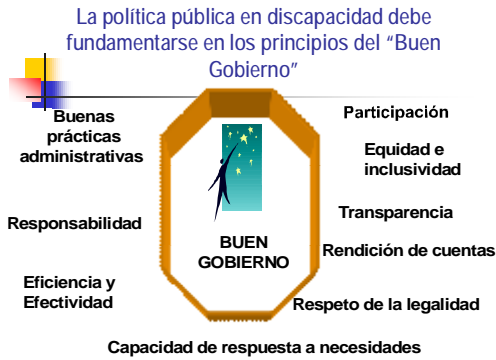 La política pública en discapacidad debe
fundamentarse en los principios del “Buen
Gobierno”
Buenas
prácticas
administrativas
Responsabilidad
Eficiencia y
Efectividad
BUEN
GOBIERNO
Participación
Equidad e
inclusividad
Transparencia
Rendición de cuentas
Respeto de la legalidad
Capacidad de respuesta a necesidades